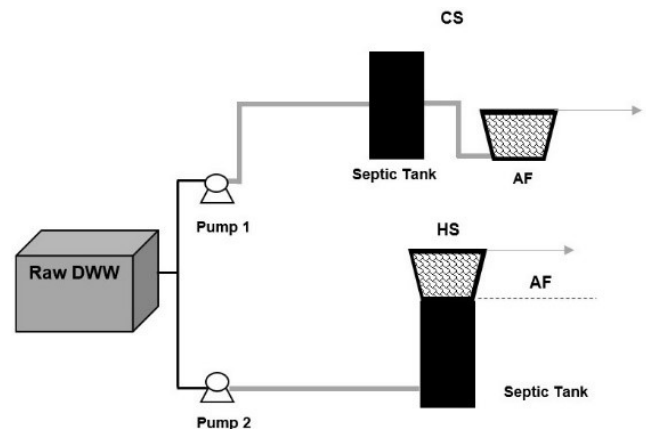 CS
Septic Tank
AF
Pump 1
HS
Raw DWW
AF
Septic Tank
Pump 2